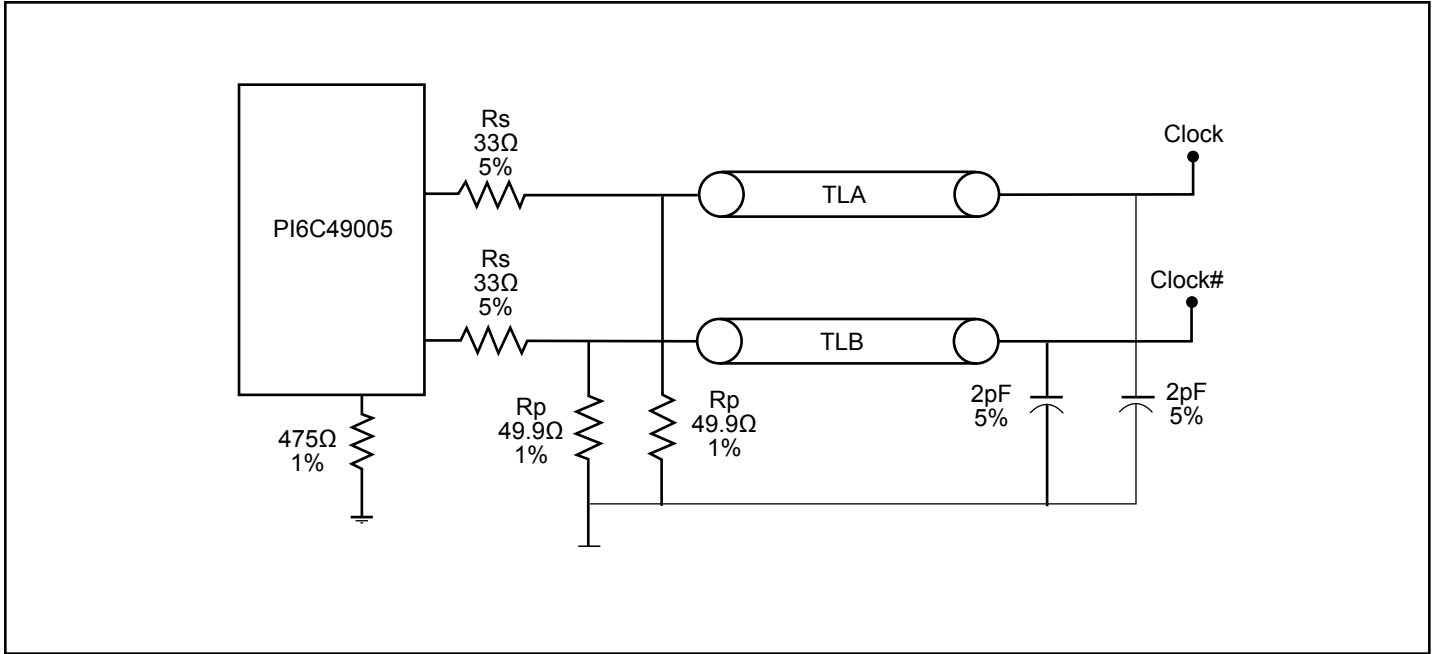 Rs
33Ω
5%
Clock
TLA
PI6C49005
Rs
33Ω
5%
Clock#
TLB
475Ω
1%
Rp
49.9Ω
1%
Rp
49.9Ω
1%
2pF
5%
2pF
5%